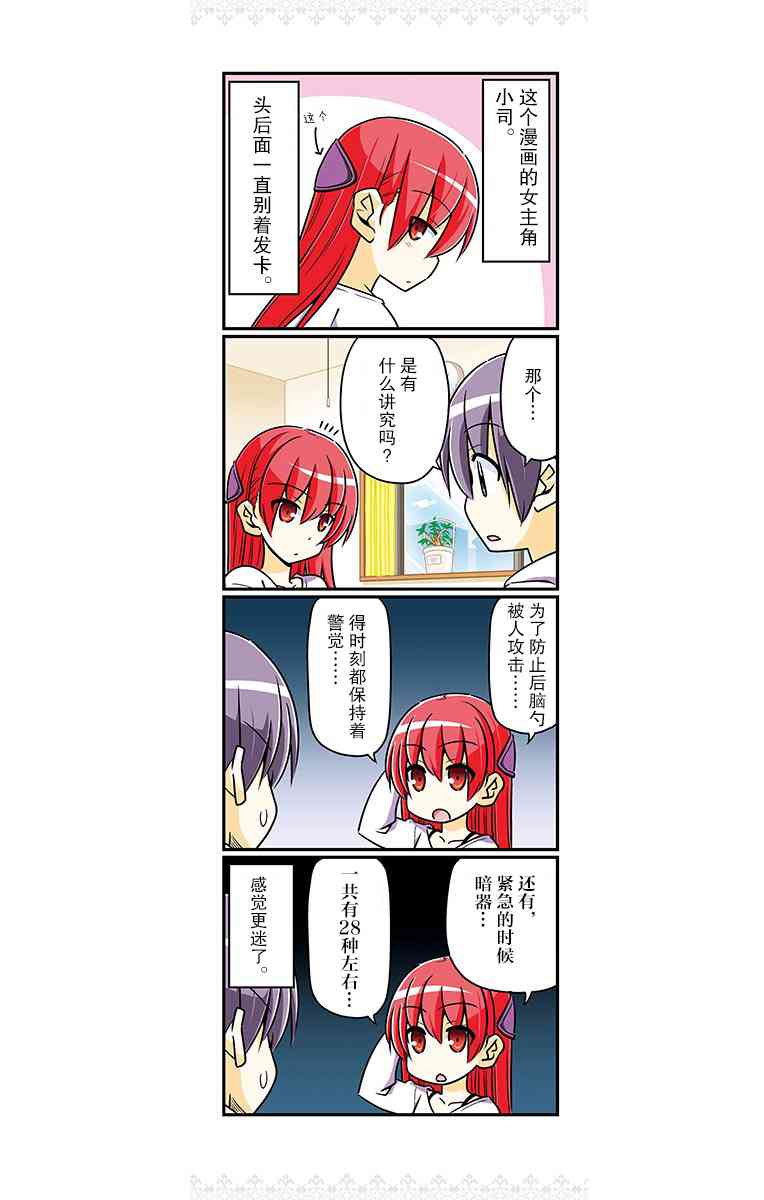 这个漫画的女主角
小司。
这个
头后面一直别着发卡。
那个…
是有
什么讲究吗？
为了防止后脑勺
被人攻击……
得时刻都保持着
警觉……
还有，
紧急的时候
暗器…
一共有28种左右…
感觉更迷了。